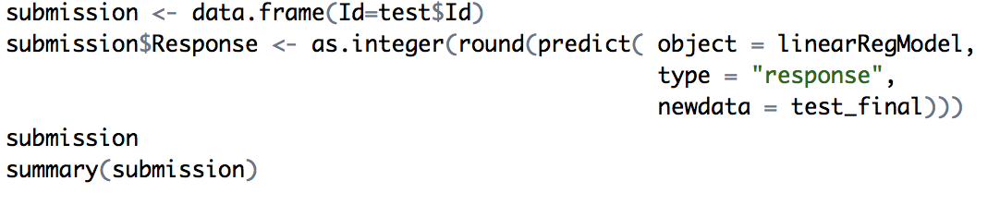 submission <- data.frame(Id=test$Id)
submission$Response <- as.integer(round(predict( object = linearRegModel,
                                                 type = "response",
                                                 newdata = test_final)))
submission
summary(submission)